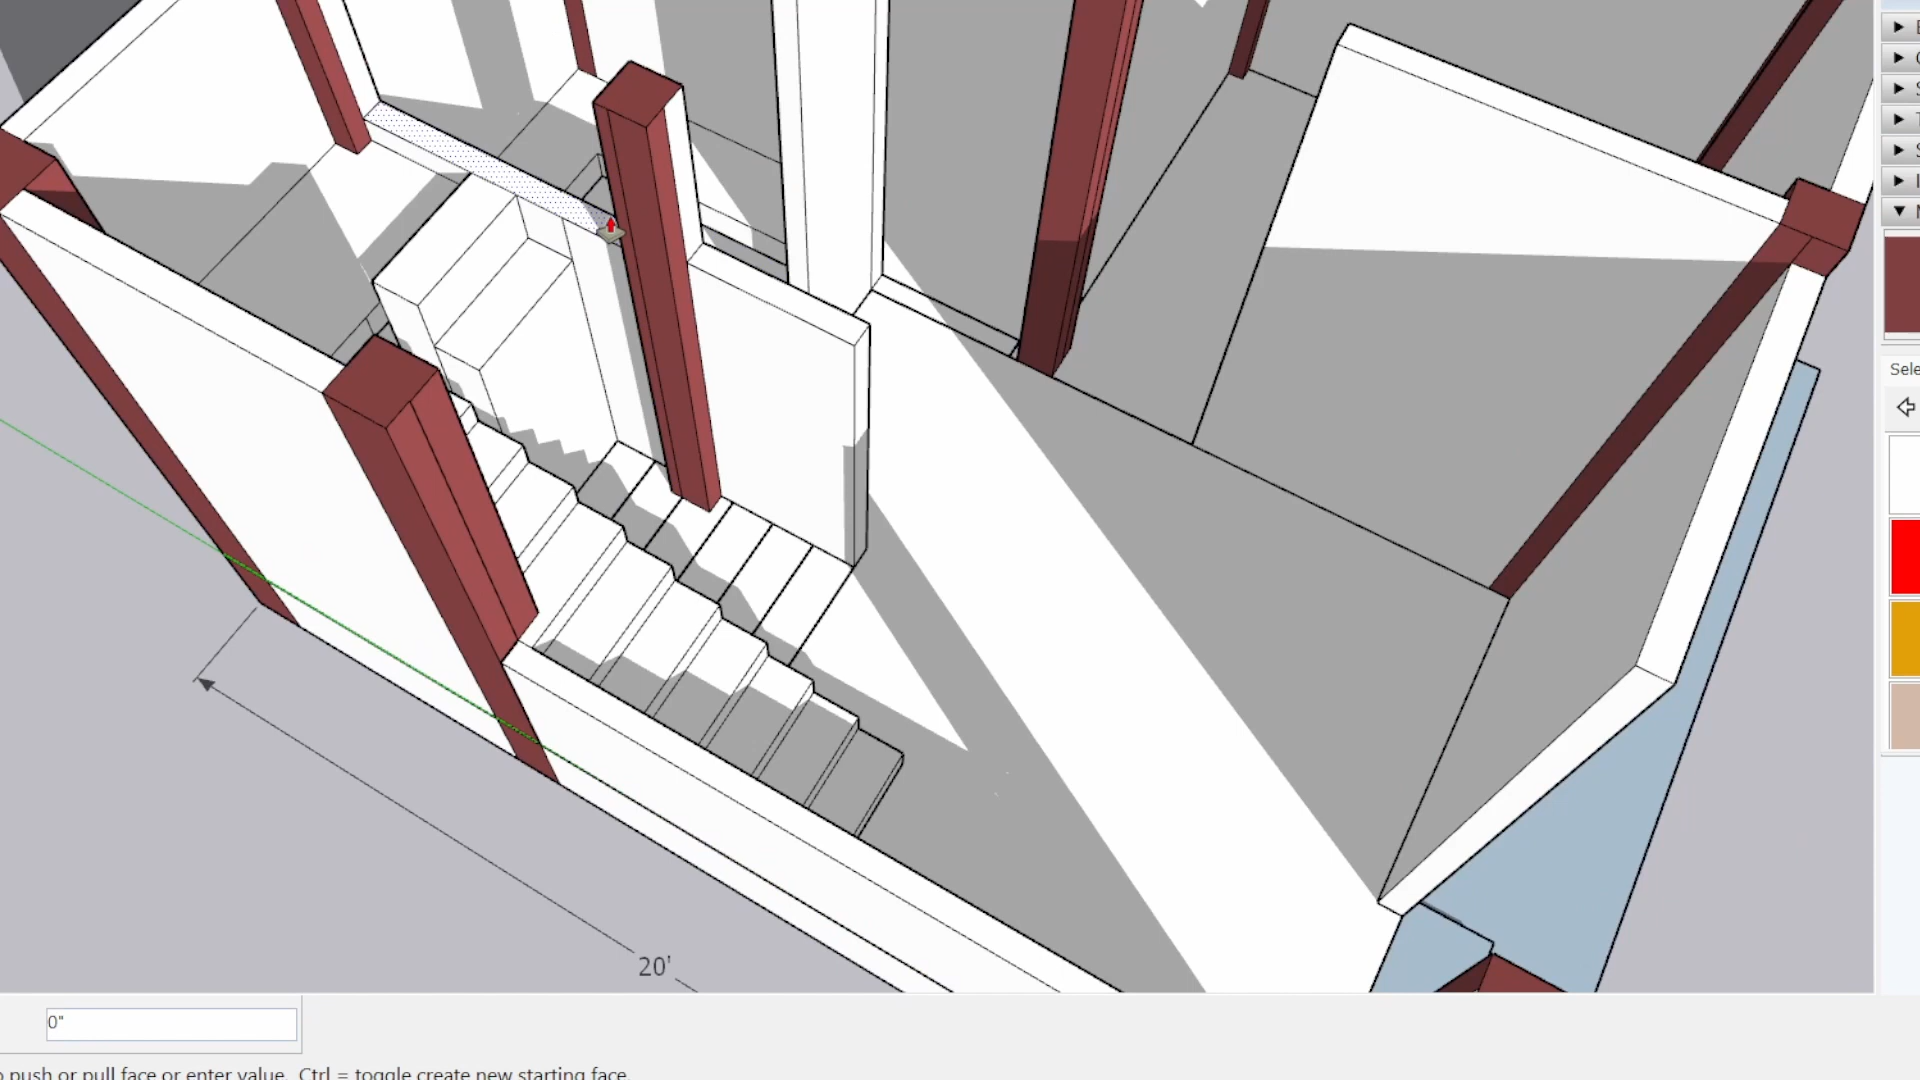 Sele
20'
0"
push or pull face or enter value. Ctrl = toggle create new starting face.